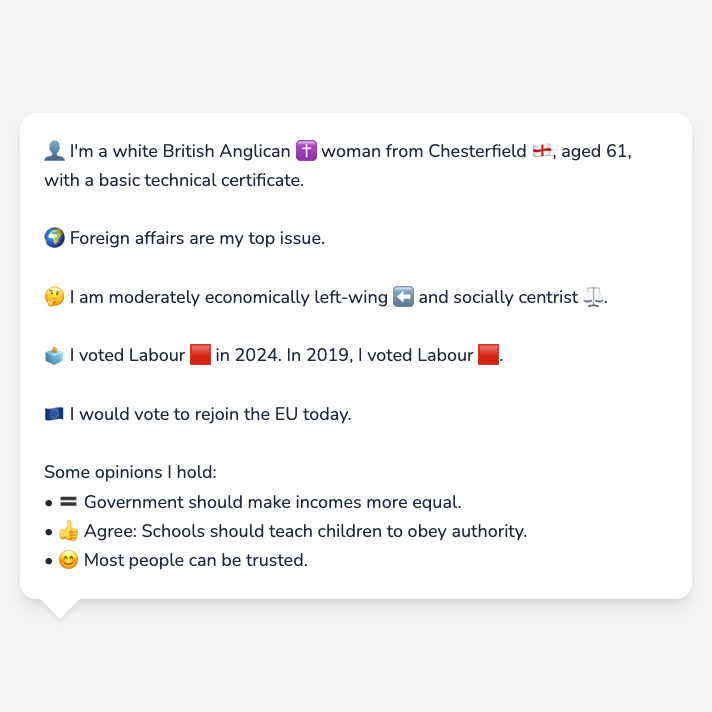 👤 I'm a white British Anglican ✝️ woman from Chesterfield 🏴󠁧󠁢󠁥󠁮󠁧󠁿, aged 61,
with a basic technical certificate.
🌍 Foreign affairs are my top issue.
🤔 I am moderately economically left-wing ⬅️ and socially centrist ⚖️.
🗳️ I voted Labour 🟥 in 2024. In 2019, I voted Labour 🟥.
🇪🇺 I would vote to rejoin the EU today.
Some opinions I hold:
• 🟰 Government should make incomes more equal.
• 👍 Agree: Schools should teach children to obey authority.
• 😊 Most people can be trusted.